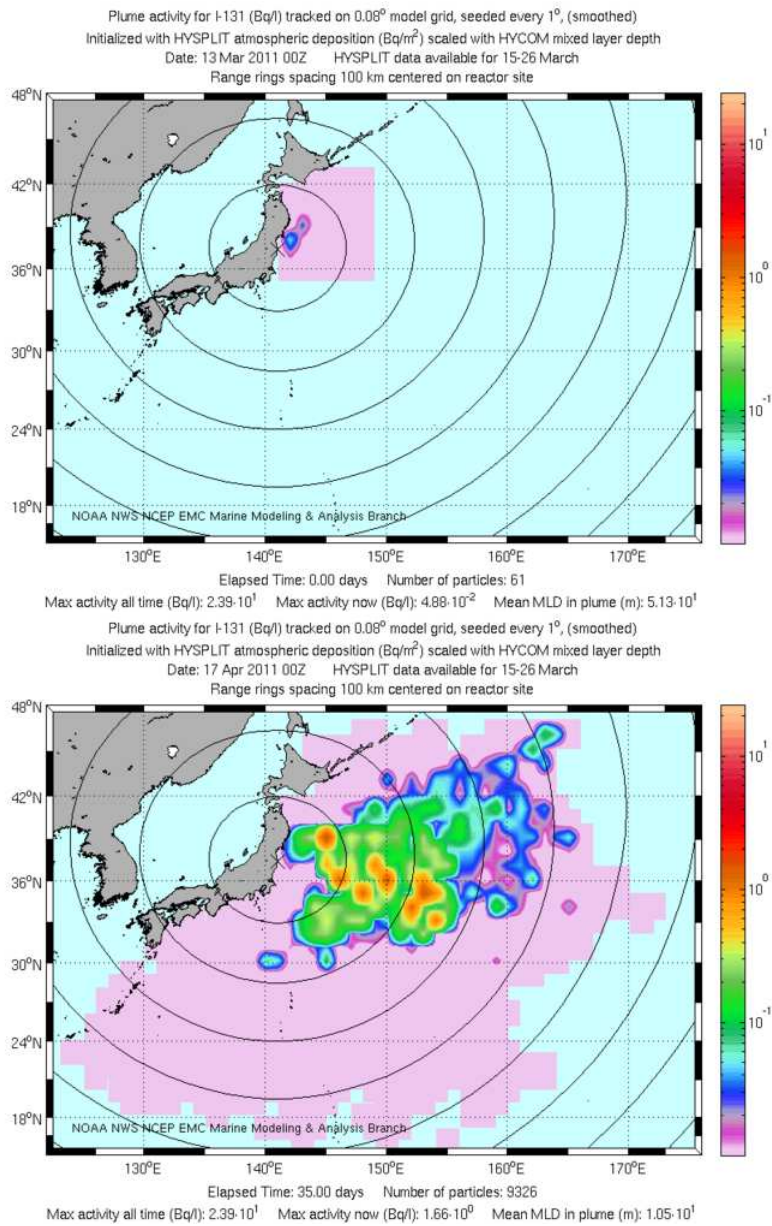 Plume activity for I-131 (Bq/l) tracked on 0.08° model grid, seeded every 1°, (smoothed)
Initialized with HYSPLIT atmospheric deposition (Bq/m²) scaled with HYCOM mixed layer depth
Date: 13 Mar 2011 00Z HYSPLIT data available for 15-26 March
Range rings spacing 100 km centered on reactor site
48°N
42°N
36°N
30°N
24°N
18°N
NOAA NWS NCEP EMC Marine Modeling & Analysis Branch
130°E 140°E 150°E 160°E 170°E
10¹
10⁰
10⁻¹
Elapsed Time: 0.00 days Number of particles: 61
Max activity all time (Bq/l): 2.39·10¹ Max activity now (Bq/l): 4.88·10⁻² Mean MLD in plume (m): 5.13·10¹
Plume activity for I-131 (Bq/l) tracked on 0.08° model grid, seeded every 1°, (smoothed)
Initialized with HYSPLIT atmospheric deposition (Bq/m²) scaled with HYCOM mixed layer depth
Date: 17 Apr 2011 00Z HYSPLIT data available for 15-26 March
Range rings spacing 100 km centered on reactor site
48°N
42°N
36°N
30°N
24°N
18°N
NOAA NWS NCEP EMC Marine Modeling & Analysis Branch
130°E 140°E 150°E 160°E 170°E
10¹
10⁰
10⁻¹
Elapsed Time: 35.00 days Number of particles: 9326
Max activity all time (Bq/l): 2.39·10¹ Max activity now (Bq/l): 1.66·10⁰ Mean MLD in plume (m): 1.05·10¹